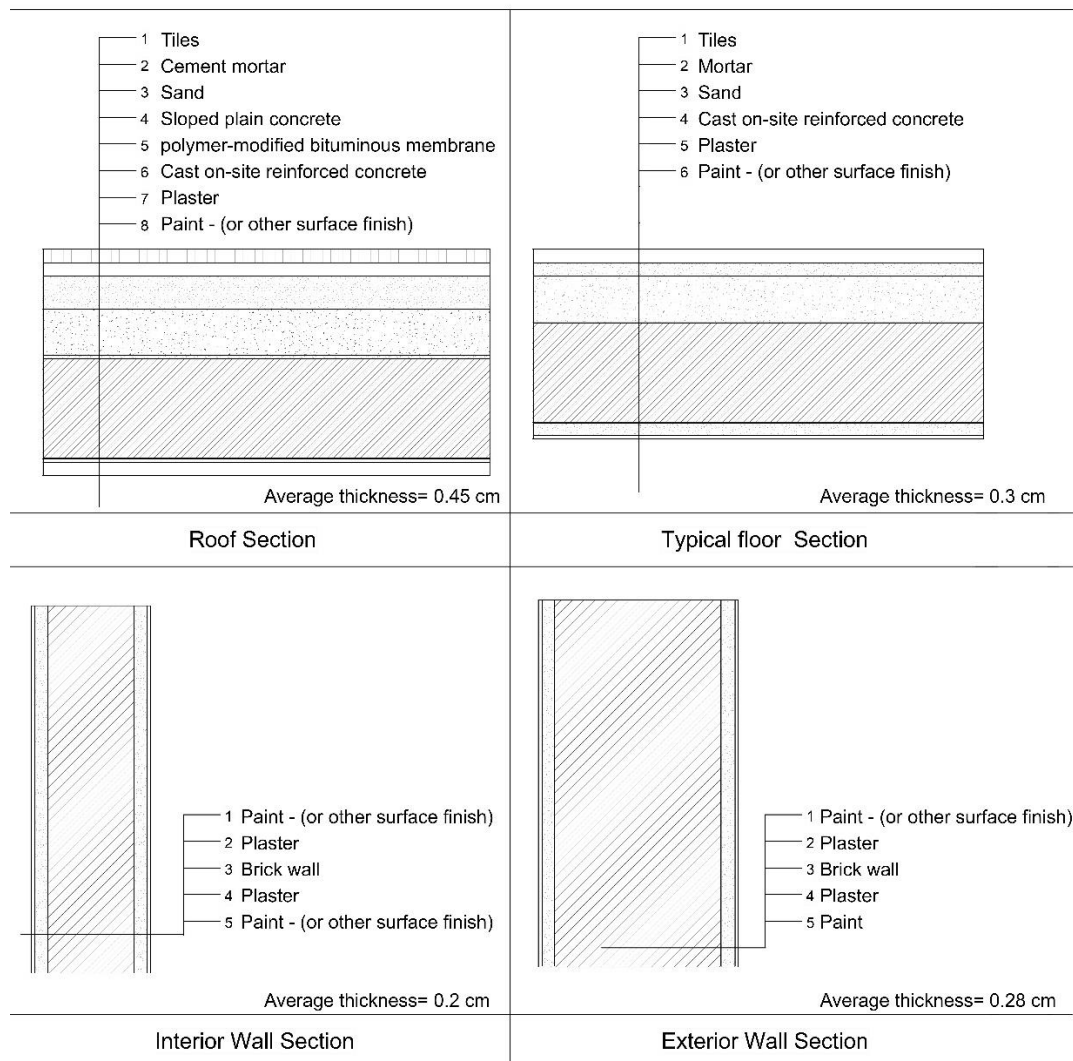 1 Tiles
2 Cement mortar
3 Sand
4 Sloped plain concrete
5 polymer-modified bituminous membrane
6 Cast on-site reinforced concrete
7 Plaster
8 Paint - (or other surface finish)
Average thickness= 0.45 cm
Roof Section
1 Tiles
2 Mortar
3 Sand
4 Cast on-site reinforced concrete
5 Plaster
6 Paint - (or other surface finish)
Average thickness= 0.3 cm
Typical floor Section
1 Paint - (or other surface finish)
2 Plaster
3 Brick wall
4 Plaster
5 Paint - (or other surface finish)
Average thickness= 0.2 cm
Interior Wall Section
1 Paint - (or other surface finish)
2 Plaster
3 Brick wall
4 Plaster
5 Paint
Average thickness= 0.28 cm
Exterior Wall Section